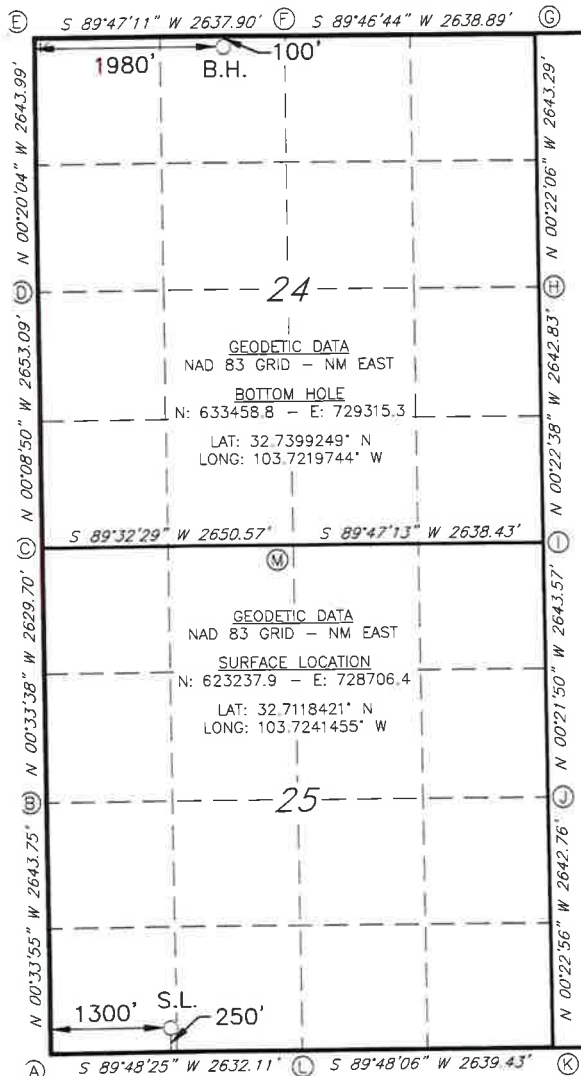 E S 89°47'11" W 2637.90' F S 89°46'44" W 2638.89' G
1980' 100'
B.H.
N 00°20'04" W 2643.99'
N 00°22'06" W 2643.29'
D 24 H
GEODETIC DATA
NAD 83 GRID – NM EAST
BOTTOM HOLE
N: 633458.8 – E: 729315.3
LAT: 32.7399249° N
LONG: 103.7219744° W
N 00°08'50" W 2653.09'
N 00°22'38" W 2642.83'
S 89°32'29" W 2650.57' S 89°47'13" W 2638.43'
C M I
GEODETIC DATA
NAD 83 GRID – NM EAST
SURFACE LOCATION
N: 623237.9 – E: 728706.4
LAT: 32.7118421° N
LONG: 103.7241455° W
N 00°33'38" W 2629.70'
N 00°21'50" W 2643.57'
B 25 J
N 00°33'55" W 2643.75'
N 00°22'56" W 2642.76'
S.L.
1300' 250'
A S 89°48'25" W 2632.11' L S 89°48'06" W 2639.43' K